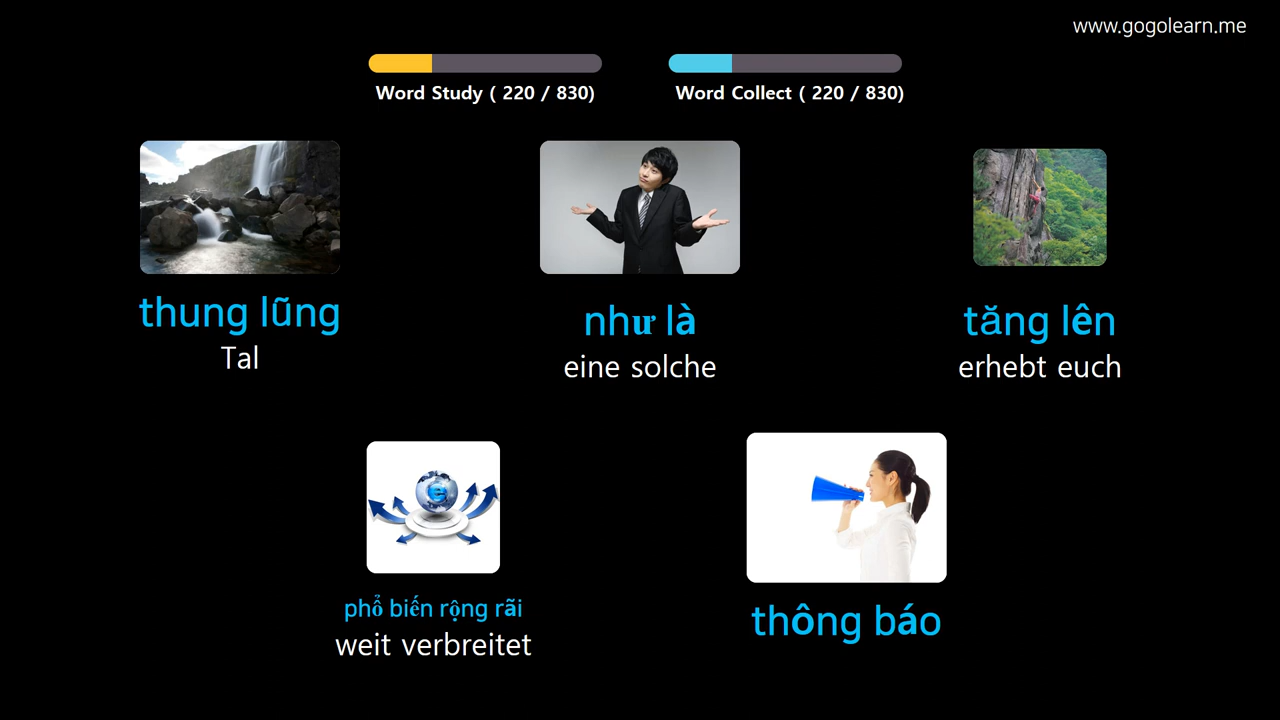 www.gogolearn.me
Word Study ( 220 / 830)
Word Collect ( 220 / 830)
thung lũng
Tal
như là
eine solche
tăng lên
erhebt euch
phổ biến rộng rãi
weit verbreitet
thông báo